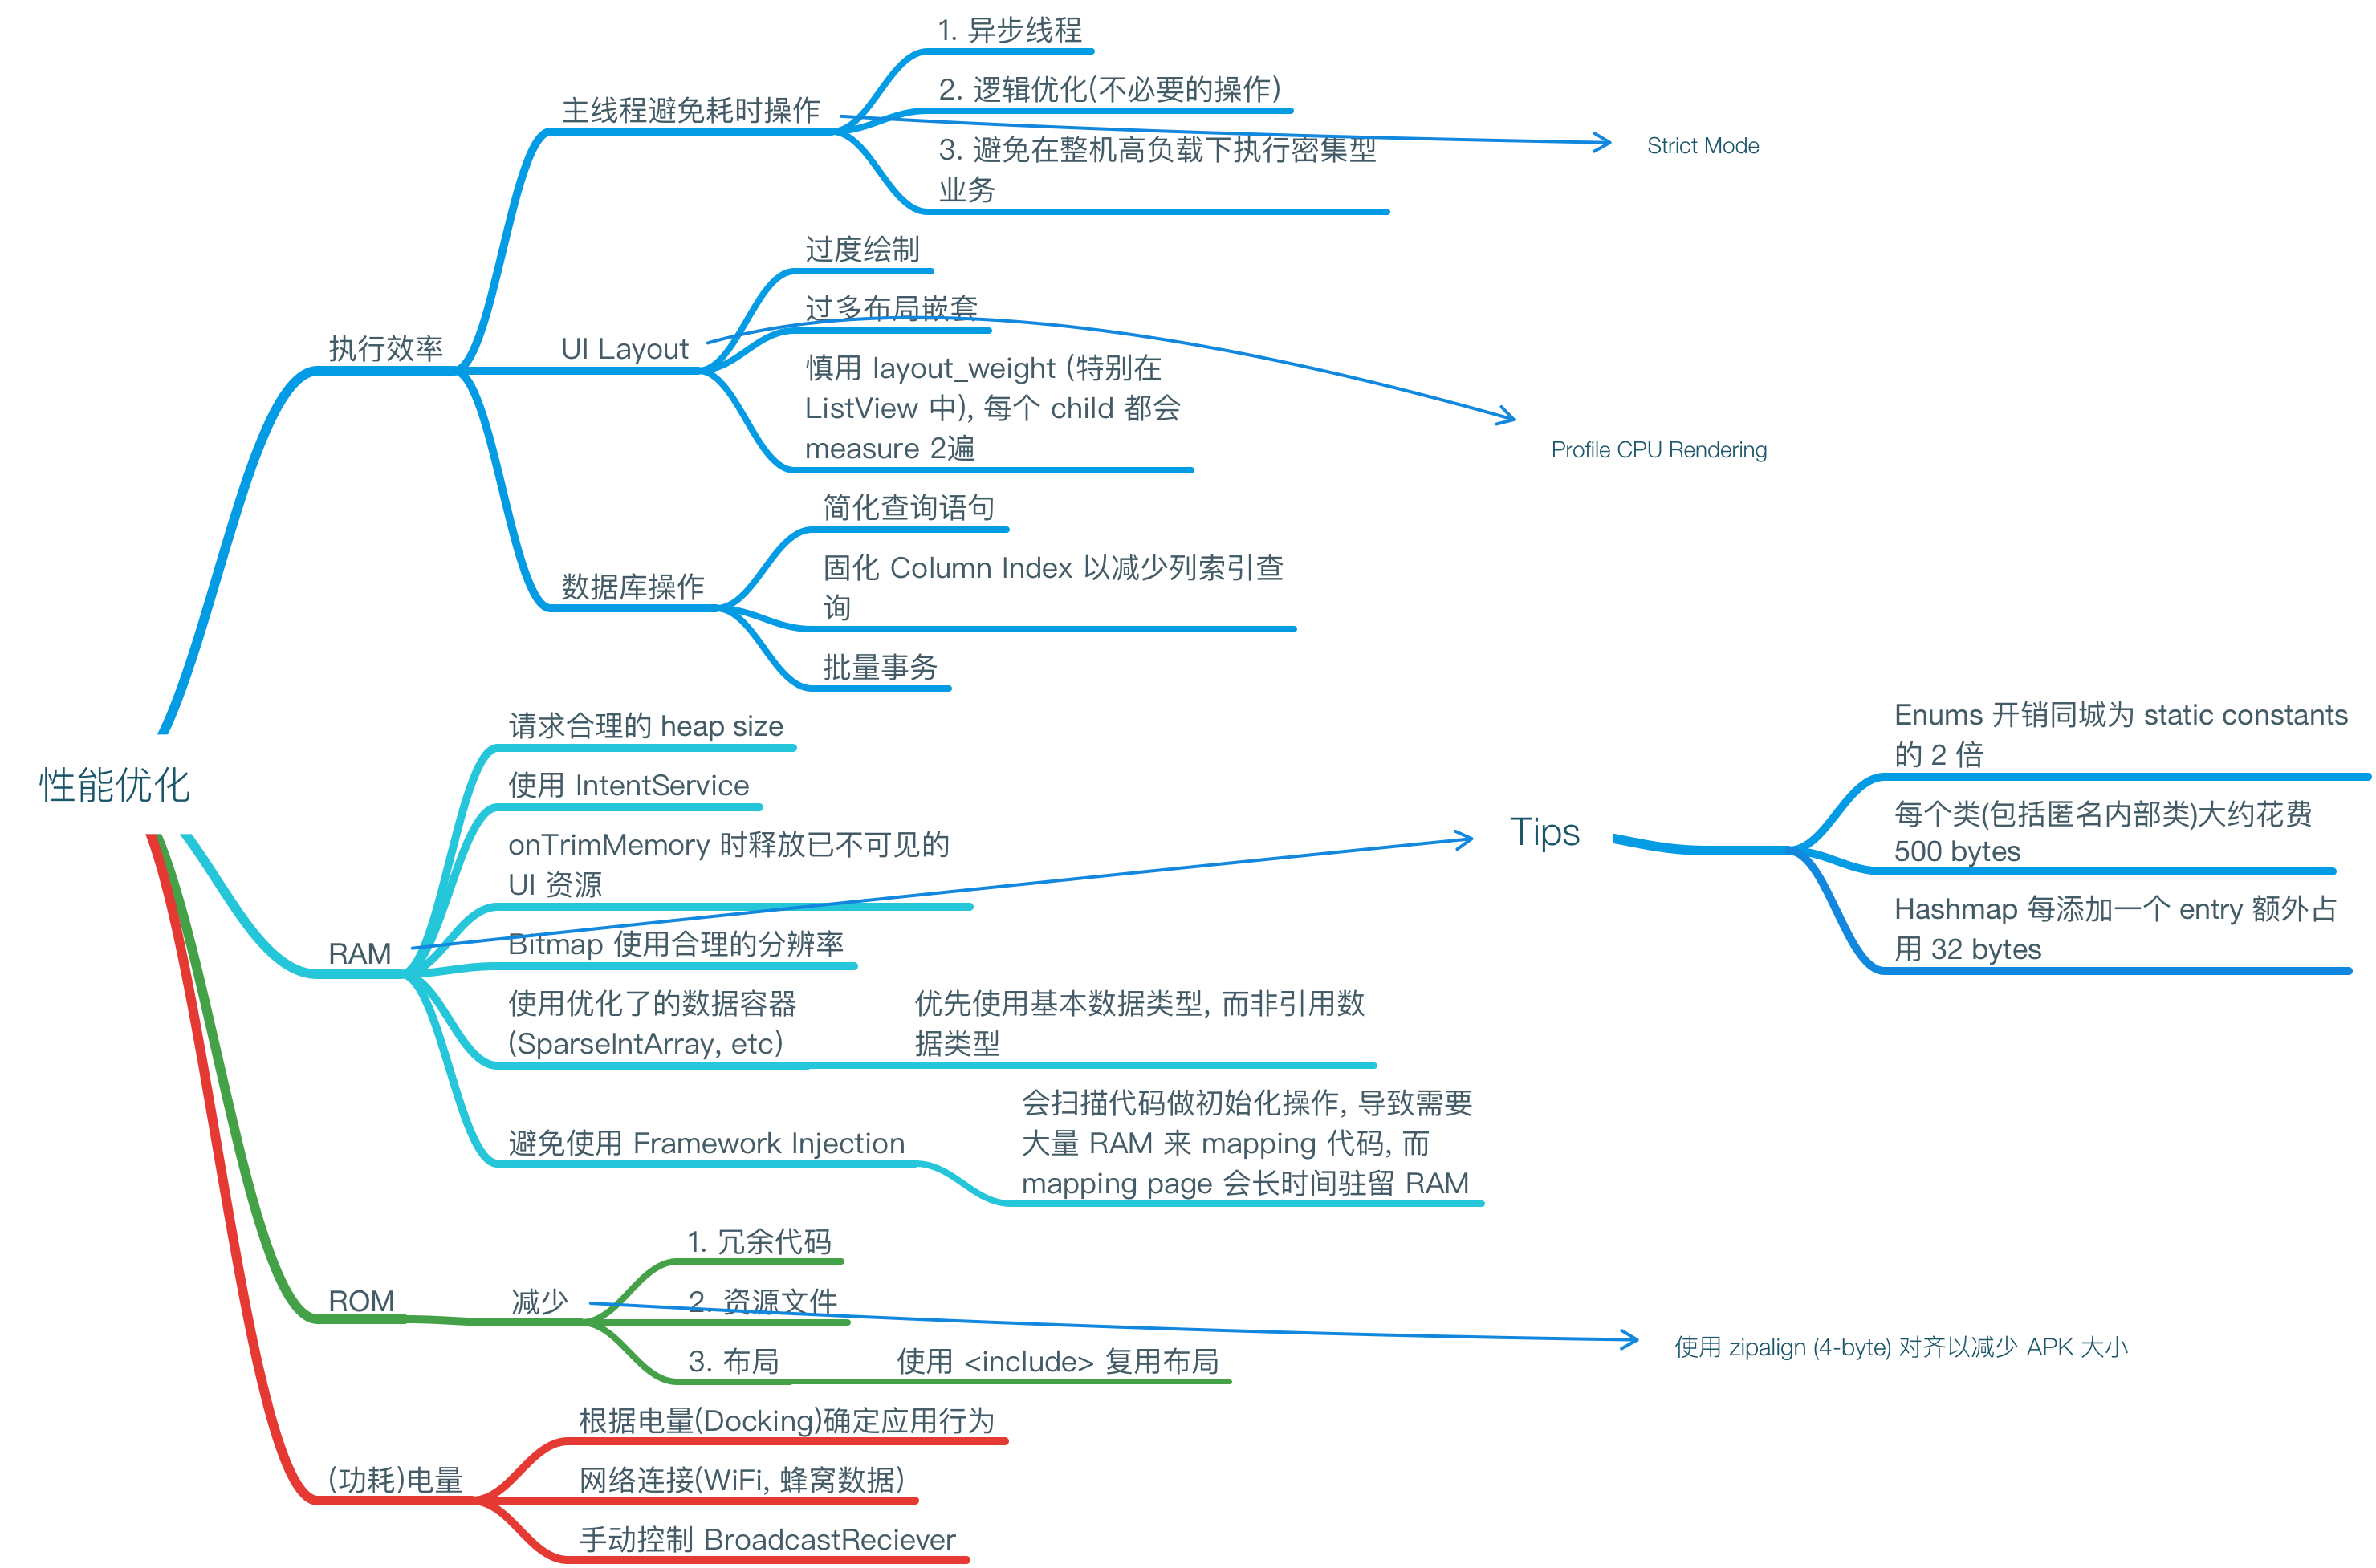 性能优化
执行效率
主线程避免耗时操作
1. 异步线程
2. 逻辑优化(不必要的操作)
3. 避免在整机高负载下执行密集型
业务
Strict Mode
UI Layout
过度绘制
过多布局嵌套
慎用 layout_weight (特别在
ListView 中), 每个 child 都会
measure 2遍
Profile CPU Rendering
数据库操作
简化查询语句
固化 Column Index 以减少列索引查
询
批量事务
RAM
请求合理的 heap size
使用 IntentService
onTrimMemory 时释放已不可见的
UI 资源
Bitmap 使用合理的分辨率
使用优化了的数据容器
(SparseIntArray, etc)
优先使用基本数据类型, 而非引用数
据类型
避免使用 Framework Injection
会扫描代码做初始化操作, 导致需要
大量 RAM 来 mapping 代码, 而
mapping page 会长时间驻留 RAM
Tips
Enums 开销同城为 static constants
的 2 倍
每个类(包括匿名内部类)大约花费
500 bytes
Hashmap 每添加一个 entry 额外占
用 32 bytes
ROM
减少
1. 冗余代码
2. 资源文件
3. 布局
使用 <include> 复用布局
使用 zipalign (4-byte) 对齐以减少 APK 大小
(功耗)电量
根据电量(Docking)确定应用行为
网络连接(WiFi, 蜂窝数据)
手动控制 BroadcastReciever